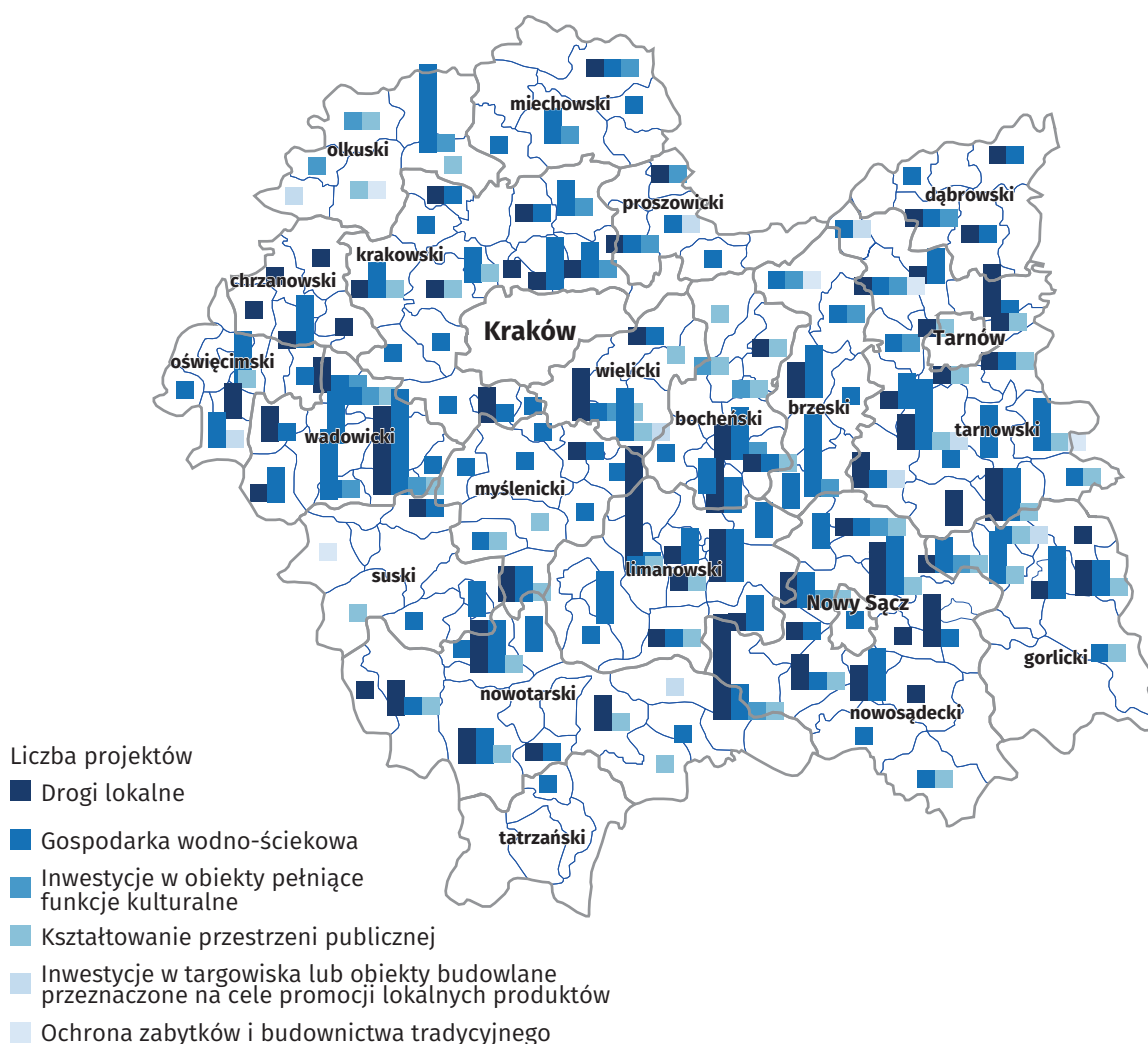 miechowski
olkuski
dąbrowski
proszowicki
krakowski
chrzanowski
Kraków
Tarnów
oświęcimski
wielicki
brzeski
bocheński
tarnowski
wadowicki
myślenicki
limanowski
suski
Nowy Sącz
gorlicki
nowotarski
nowosądecki
tatrzański
Liczba projektów
Drogi lokalne
Gospodarka wodno-ściekowa
Inwestycje w obiekty pełniące
funkcje kulturalne
Kształtowanie przestrzeni publicznej
Inwestycje w targowiska lub obiekty budowlane
przeznaczone na cele promocji lokalnych produktów
Ochrona zabytków i budownictwa tradycyjnego